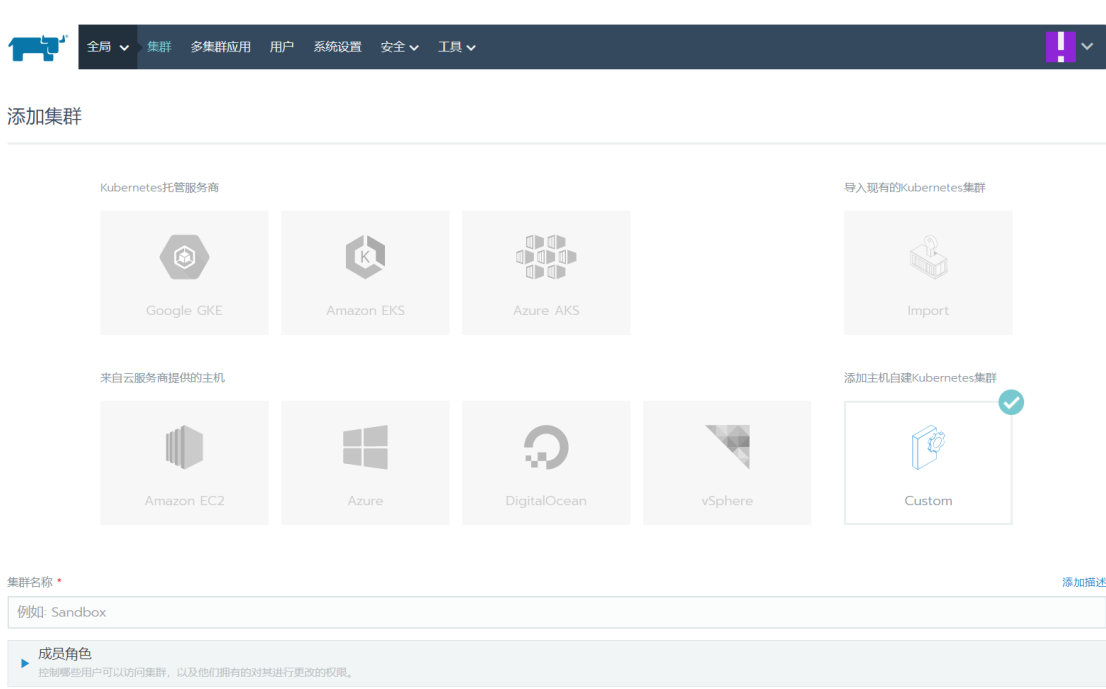 全局 集群 多集群应用 用户 系统设置 安全 工具
添加集群
Kubernetes托管服务商 导入现有的Kubernetes集群
K
Google GKE Amazon EKS Azure AKS Import
来自云服务商提供的主机 添加主机自建Kubernetes集群
Amazon EC2 Azure DigitalOcean vSphere Custom
集群名称 * 添加描述
例如: Sandbox
成员角色
控制哪些用户可以访问集群，以及他们拥有的对其进行更改的权限。